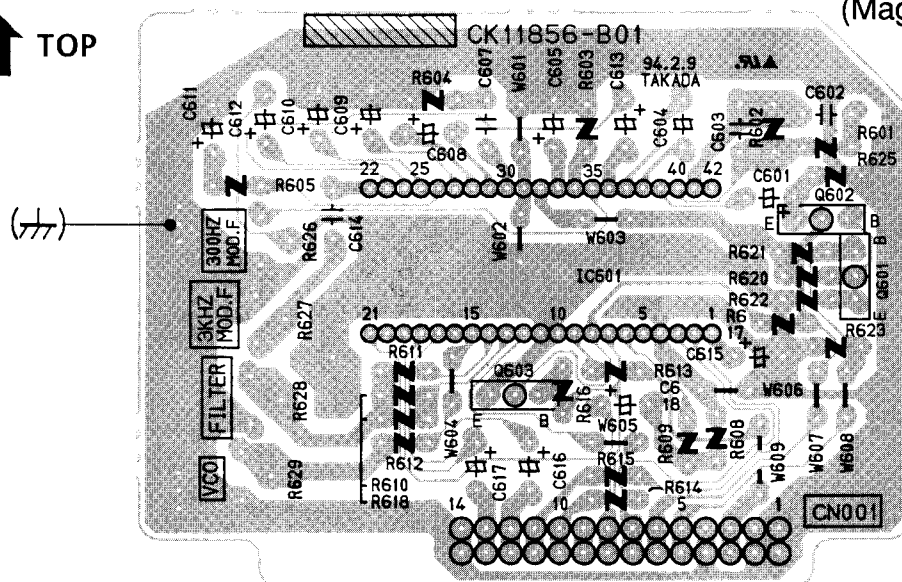 (Mag
TOP
CK11856-B01
94.2.9
TAKADA
C611
C612
C610
C609
R604
C607
W601
C605
R603
C613
C604
C603
R602
C602
R601
R625
C608
22
25
30
35
40
42
R605
C601
Q602
E
B
300HZ
MOD.F
R626
C614
W602
W603
R621
B
IC601
R620
Q601
R622
E
3KHZ
MOD.F
R627
21
15
10
5
1
R6
17
R623
R611
C615
FILTER
R628
Q603
R613
E
B
R616
C6
18
W606
W604
W605
R609
R608
W609
W607
W608
R612
R615
VCO
R629
R610
R618
C617
C616
R614
14
10
5
1
CN001